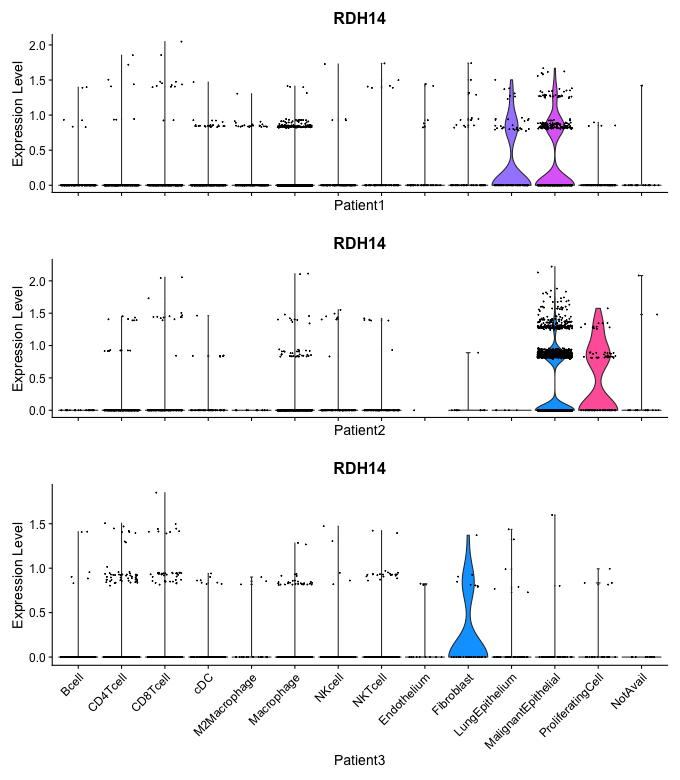 RDH14
Expression Level
2.0
1.5
1.0
0.5
0.0
Patient1
RDH14
Expression Level
2.0
1.5
1.0
0.5
0.0
Patient2
RDH14
Expression Level
1.5
1.0
0.5
0.0
Bcell
CD4Tcell
CD8Tcell
cDC
M2Macrophage
Macrophage
NKcell
NKTcell
Endothelium
Fibroblast
LungEpithelium
MalignantEpithelial
ProliferatingCell
NotAvail
Patient3